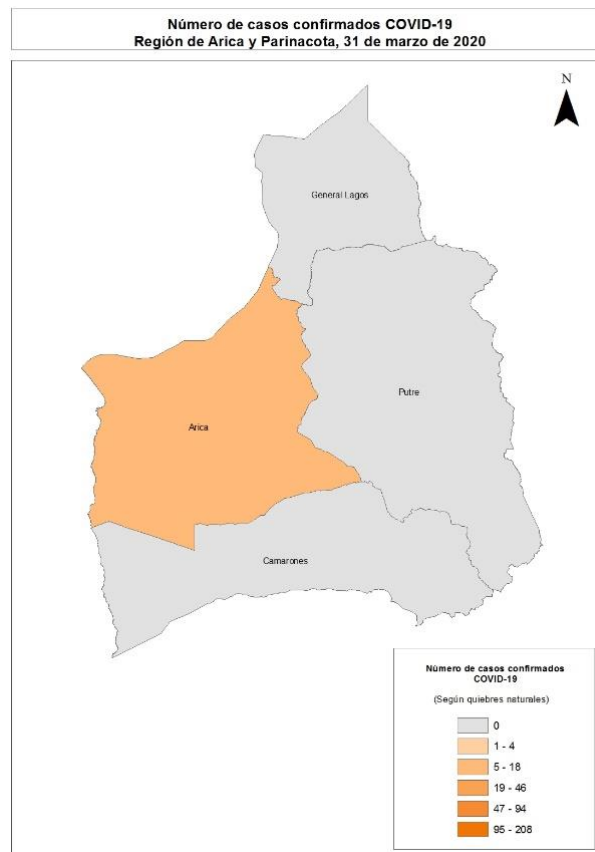 Número de casos confirmados COVID-19
Región de Arica y Parinacota, 31 de marzo de 2020
N
General Lagos
Putre
Arica
Camarones
Número de casos confirmados
COVID-19
(Según quiebres naturales)
0
1 - 4
5 - 18
19 - 46
47 - 94
95 - 208